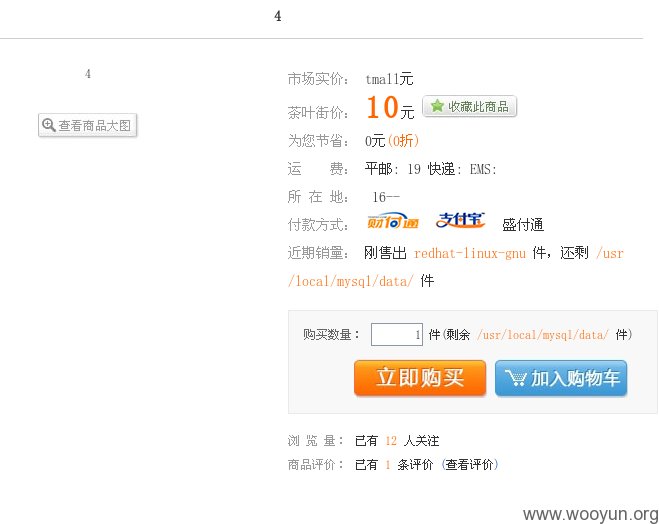 4
4
查看商品大图
市场实价： tmall元
茶叶街价： 10元 收藏此商品
为您节省： 0元(0折)
运　　费： 平邮: 19 快递: EMS:
所 在 地： 16--
付款方式： 财付通 支付宝 盛付通
近期销量： 刚售出 redhat-linux-gnu 件，还剩 /usr
/local/mysql/data/ 件
购买数量： 1 件(剩余 /usr/local/mysql/data/ 件)
立即购买 加入购物车
浏 览 量： 已有 12 人关注
商品评价： 已有 1 条评价 (查看评价)
www.wooyun.org